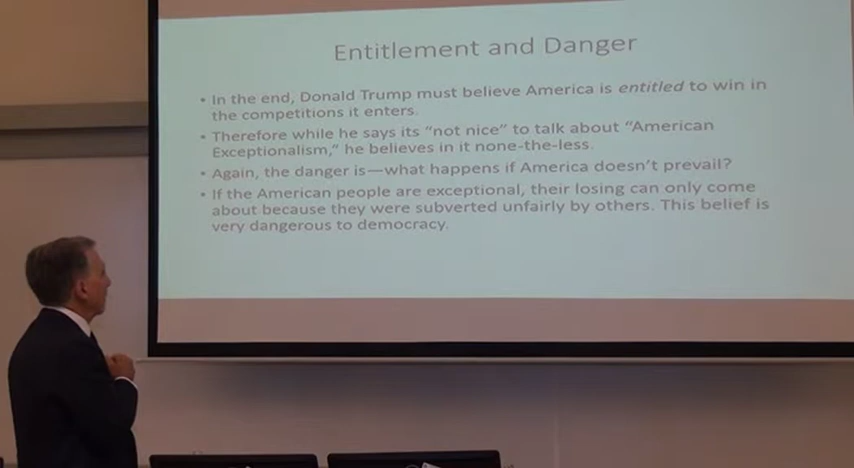 Entitlement and Danger
• In the end, Donald Trump must believe America is entitled to win in
the competitions it enters.
• Therefore while he says its “not nice” to talk about “American
Exceptionalism,” he believes in it none-the-less.
• Again, the danger is—what happens if America doesn’t prevail?
• If the American people are exceptional, their losing can only come
about because they were subverted unfairly by others. This belief is
very dangerous to democracy.